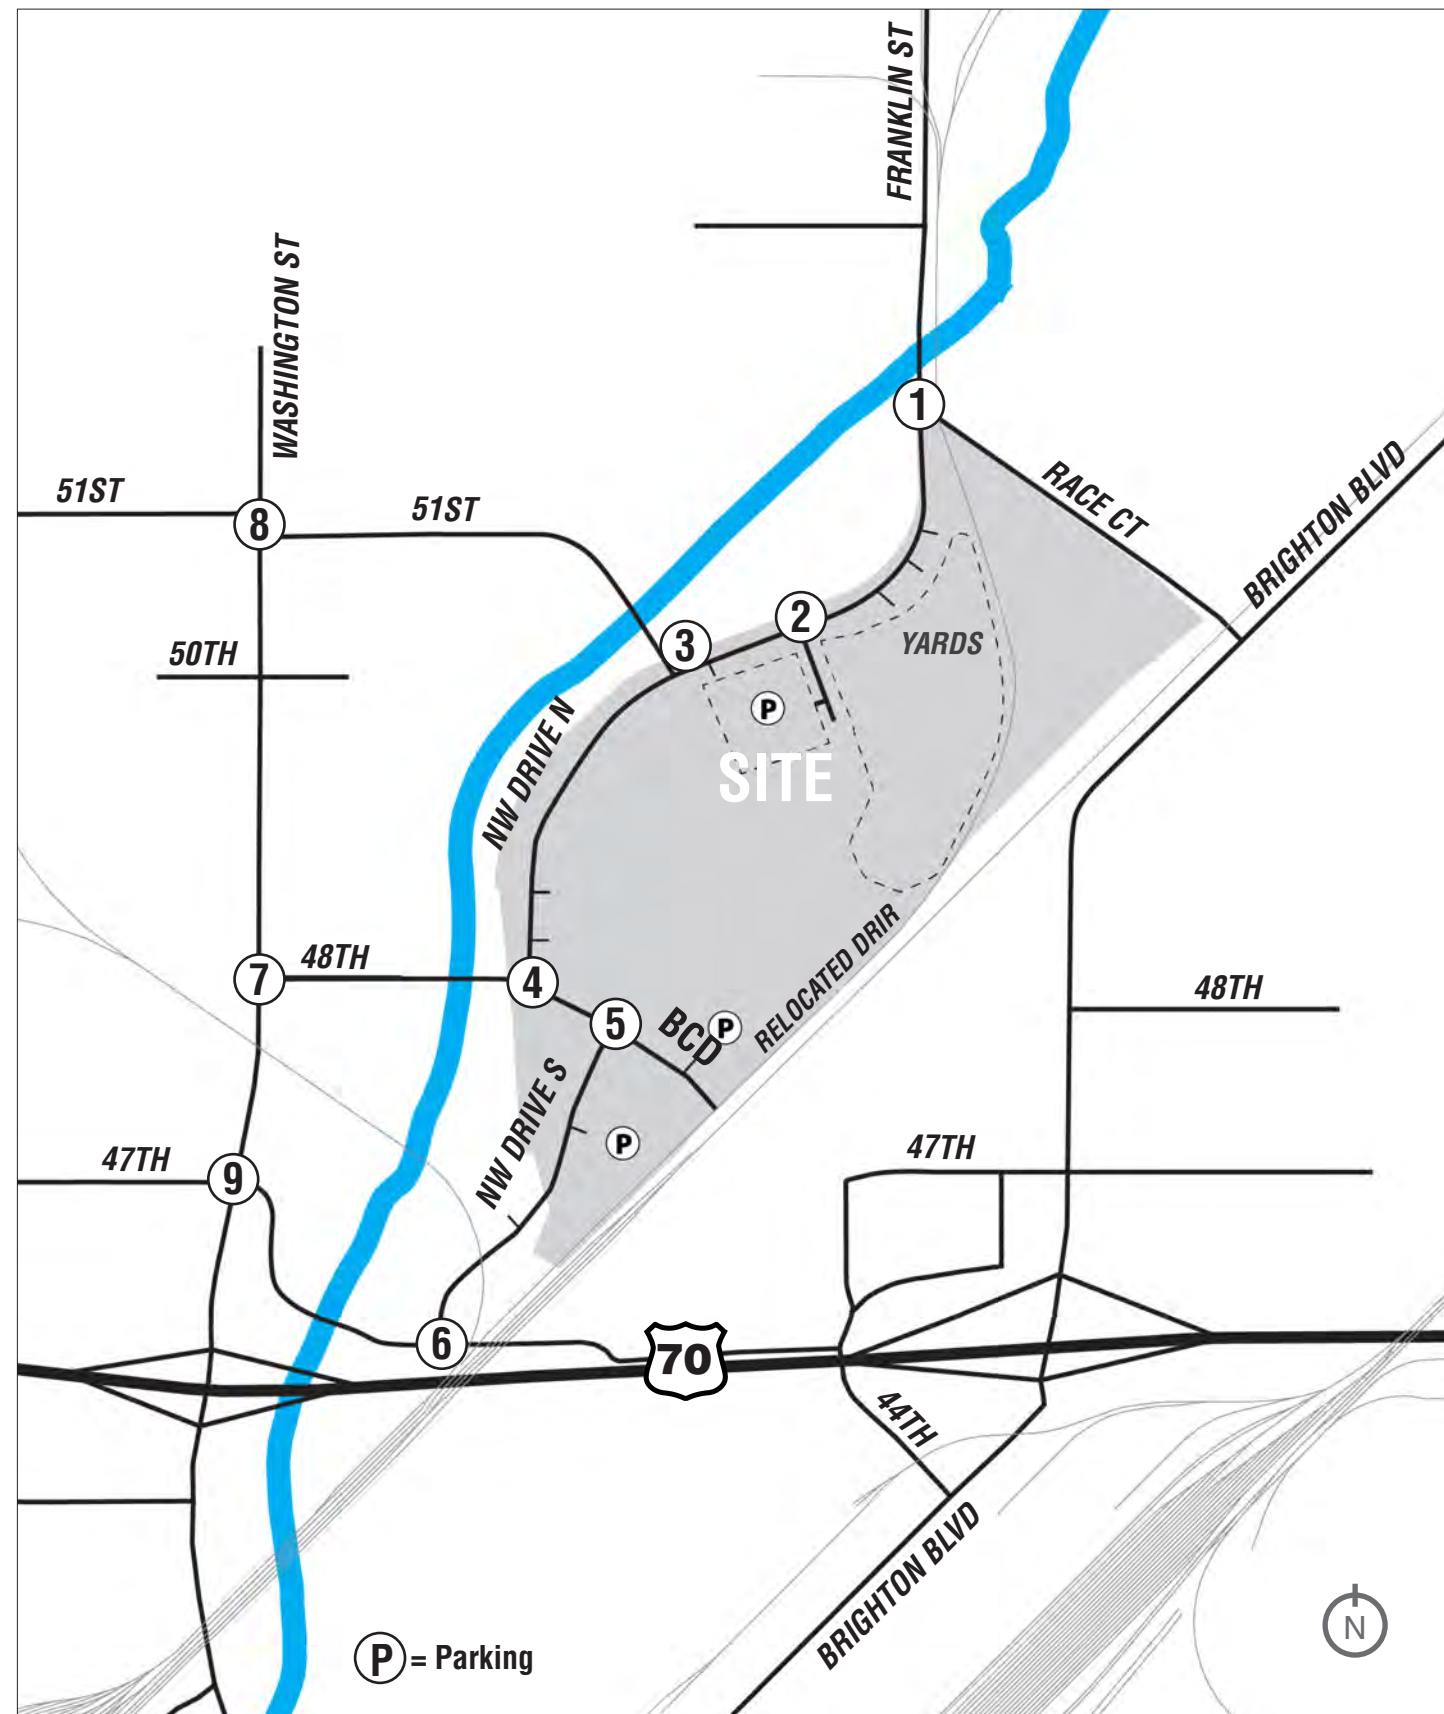 FRANKLIN ST
WASHINGTON ST
1
RACE CT
BRIGHTON BLVD
51ST
8
51ST
2
3
YARDS
50TH
P
NW DRIVE N
SITE
RELOCATED DRIR
7
48TH
4
48TH
5
BCD
P
NW DRIVE S
P
47TH
9
47TH
6
70
44TH
BRIGHTON BLVD
P = Parking
N